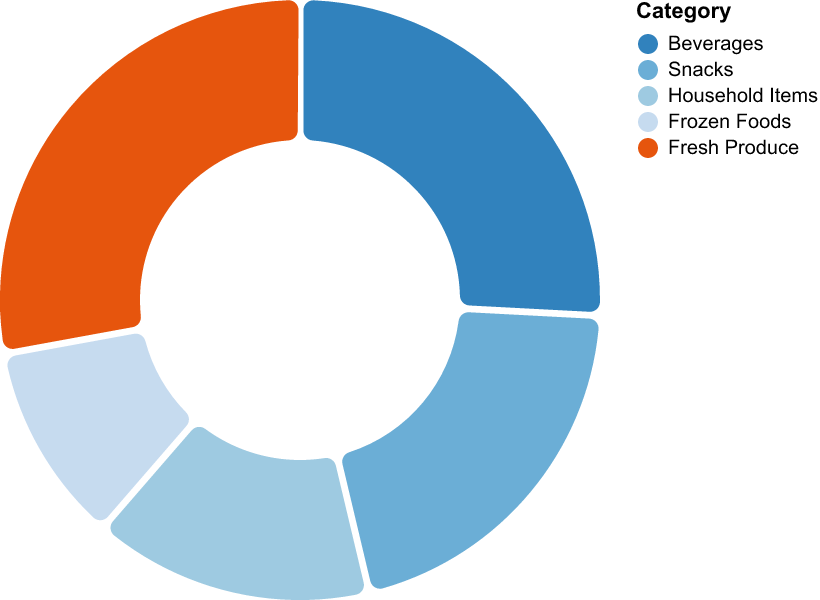 Category
Beverages
Snacks
Household Items
Frozen Foods
Fresh Produce